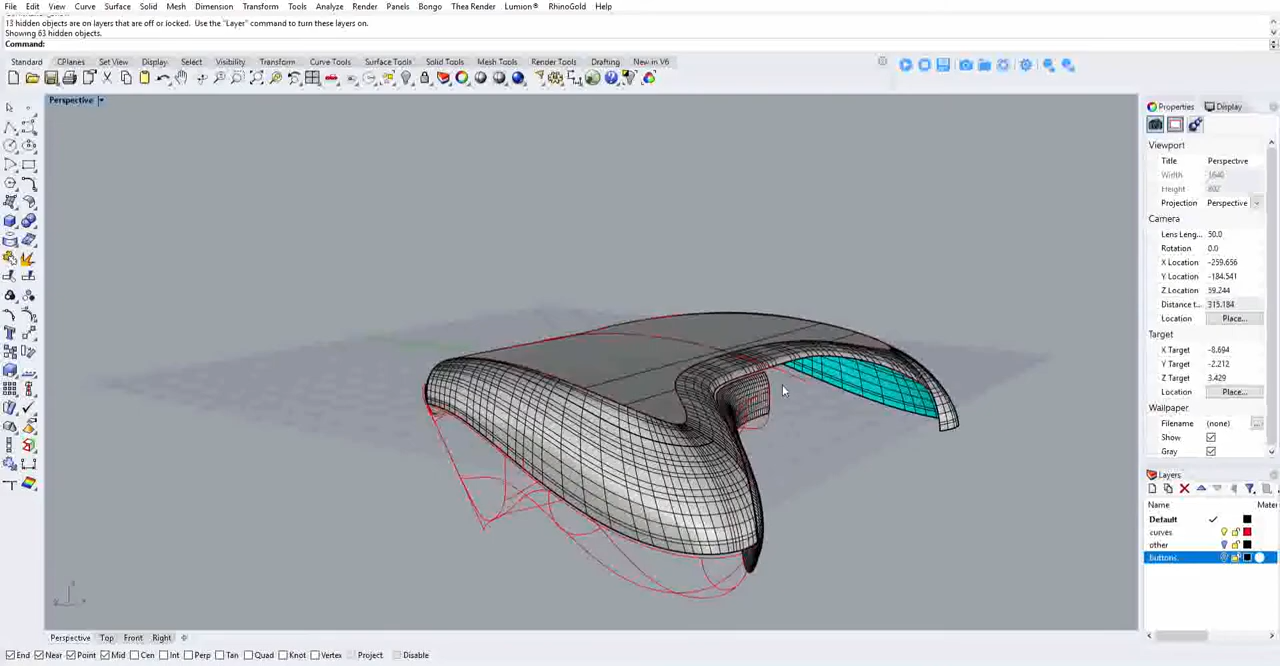 File Edit View Curve Surface Solid Mesh Dimension Transform Tools Analyze Render Panels Bongo Thea Render Lumion® RhinoGold Help
13 hidden objects are on layers that are off or locked. Use the "Layer" command to turn these layers on.
Showing 63 hidden objects.
Command:
Standard CPlanes Set View Display Select Visibility Transform Curve Tools Surface Tools Solid Tools Mesh Tools Render Tools Drafting New in V6
Perspective
Properties Display
Viewport
Title Perspective
Width 1640
Height 802
Projection Perspective
Camera
Lens Leng... 50.0
Rotation 0.0
X Location -259.656
Y Location -184.541
Z Location 59.244
Distance t... 315.184
Location Place...
Target
X Target -8.694
Y Target -2.212
Z Target 3.429
Location Place...
Wallpaper
Filename (none)
Show
Gray
Layers
Name Mater
Default
curves
other
buttons
Perspective Top Front Right
End Near Point Mid Cen Int Perp Tan Quad Knot Vertex Project Disable